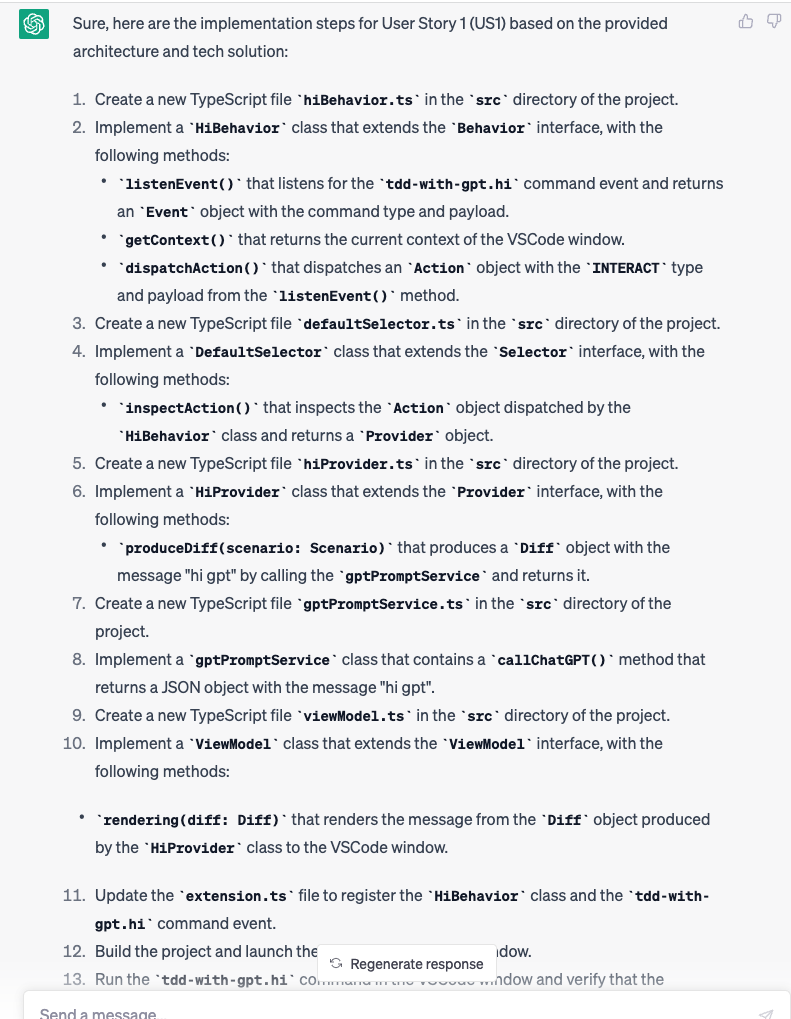 Sure, here are the implementation steps for User Story 1 (US1) based on the provided
architecture and tech solution:
1. Create a new TypeScript file `hiBehavior.ts` in the `src` directory of the project.
2. Implement a `HiBehavior` class that extends the `Behavior` interface, with the
following methods:
• `listenEvent()` that listens for the `tdd-with-gpt.hi` command event and returns
an `Event` object with the command type and payload.
• `getContext()` that returns the current context of the VSCode window.
• `dispatchAction()` that dispatches an `Action` object with the `INTERACT` type
and payload from the `listenEvent()` method.
3. Create a new TypeScript file `defaultSelector.ts` in the `src` directory of the project.
4. Implement a `DefaultSelector` class that extends the `Selector` interface, with the
following methods:
• `inspectAction()` that inspects the `Action` object dispatched by the
`HiBehavior` class and returns a `Provider` object.
5. Create a new TypeScript file `hiProvider.ts` in the `src` directory of the project.
6. Implement a `HiProvider` class that extends the `Provider` interface, with the
following methods:
• `produceDiff(scenario: Scenario)` that produces a `Diff` object with the
message "hi gpt" by calling the `gptPromptService` and returns it.
7. Create a new TypeScript file `gptPromptService.ts` in the `src` directory of the
project.
8. Implement a `gptPromptService` class that contains a `callChatGPT()` method that
returns a JSON object with the message "hi gpt".
9. Create a new TypeScript file `viewModel.ts` in the `src` directory of the project.
10. Implement a `ViewModel` class that extends the `ViewModel` interface, with the
following methods:
• `rendering(diff: Diff)` that renders the message from the `Diff` object produced
by the `HiProvider` class to the VSCode window.
11. Update the `extension.ts` file to register the `HiBehavior` class and the `tdd-with-
gpt.hi` command event.
12. Build the project and launch the
Regenerate response
13. Run the `tdd-with-gpt.hi` command in the VSCode window and verify that the
Send a message